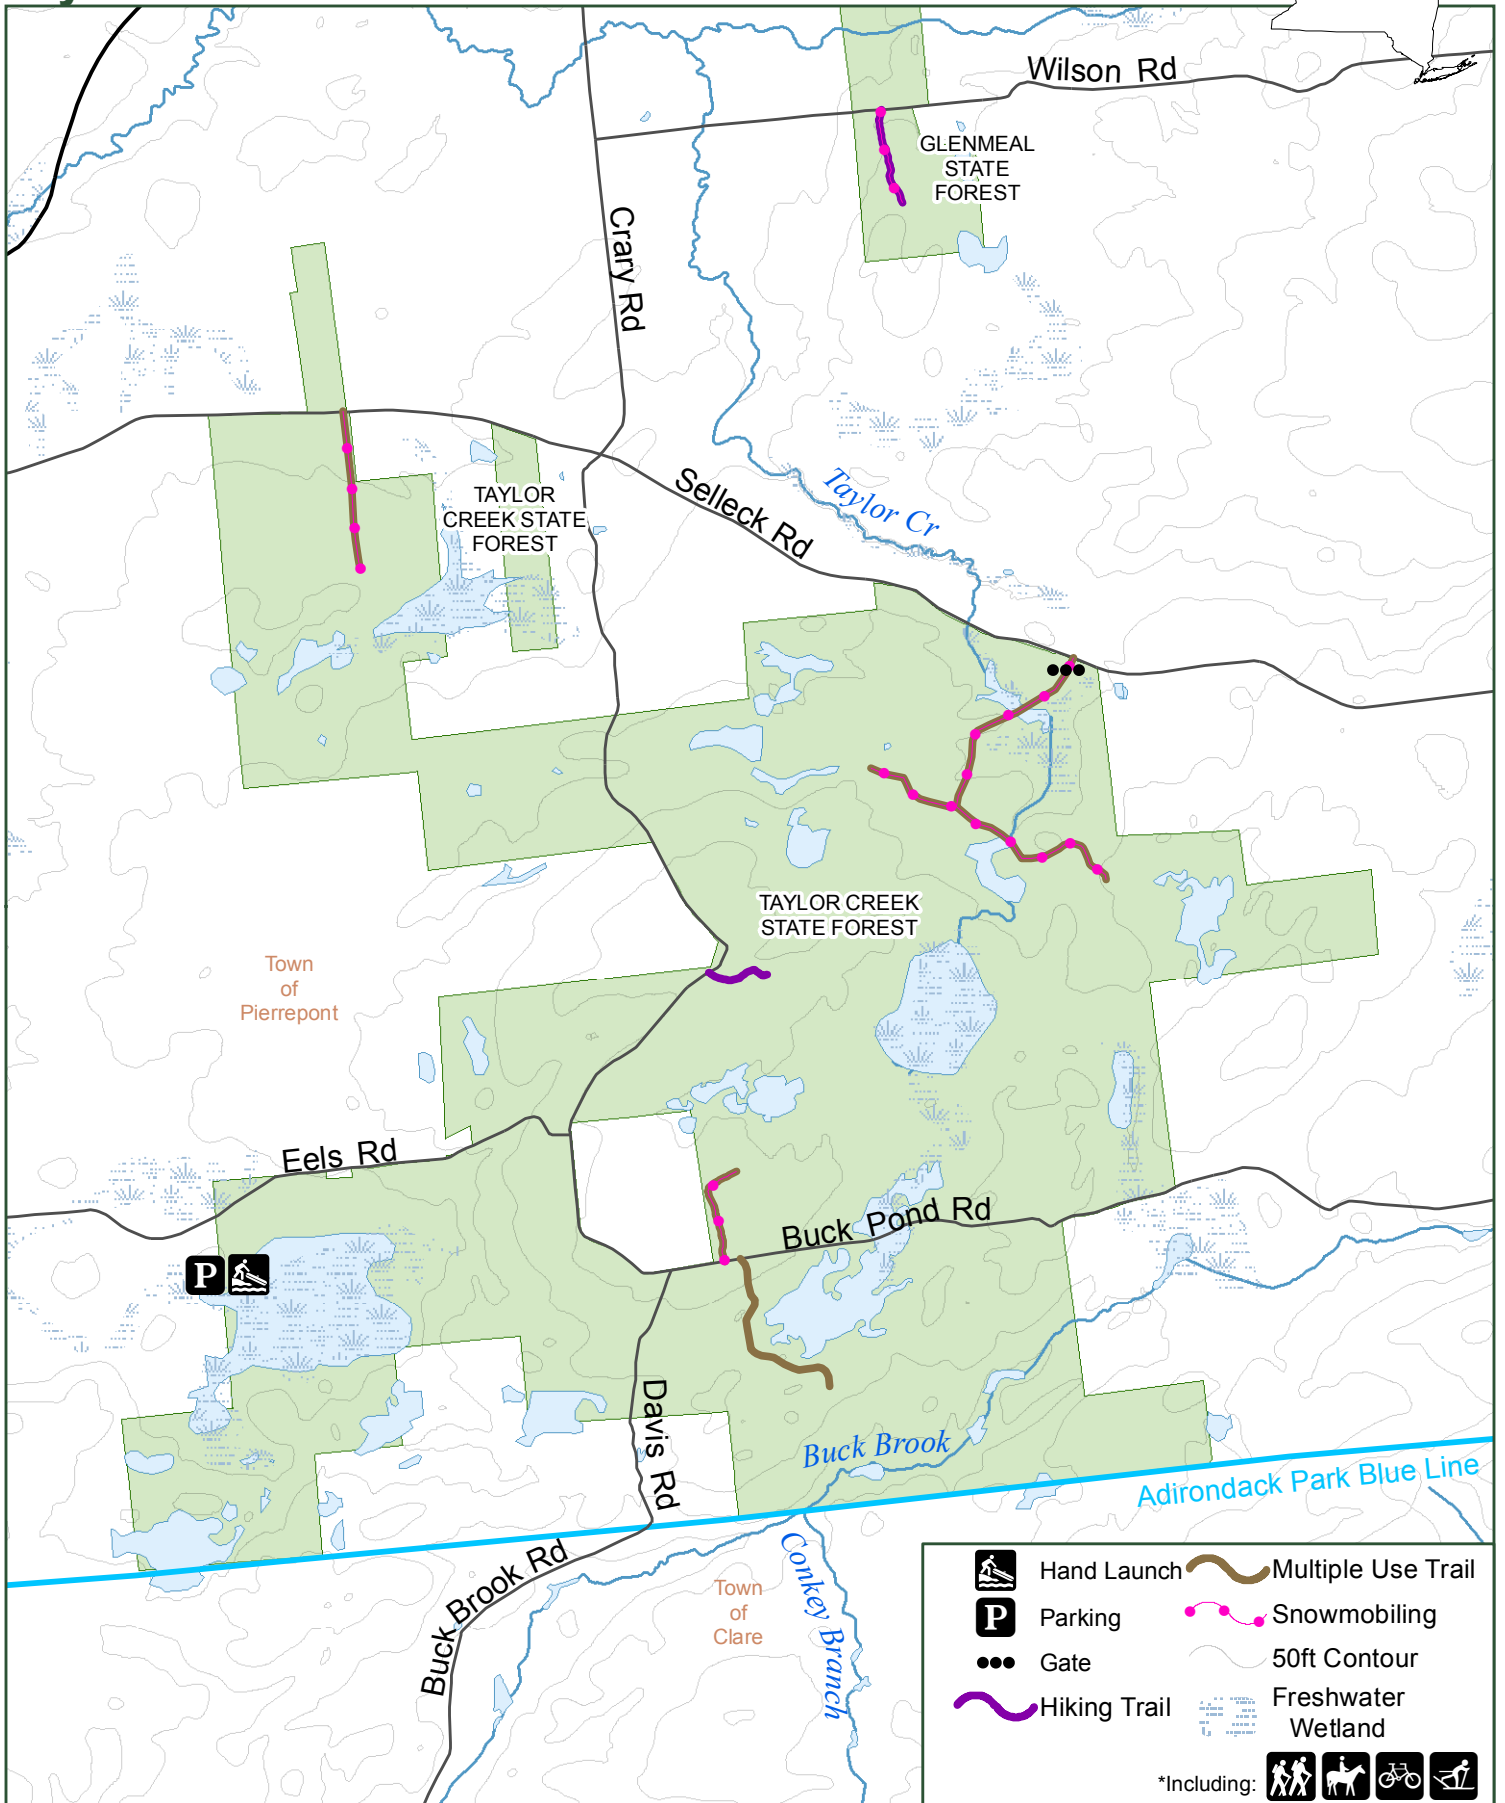 Wilson Rd
GLENMEAL
STATE
FOREST
Crary Rd
TAYLOR
CREEK STATE
FOREST
Selleck Rd
Taylor Cr
TAYLOR CREEK
STATE FOREST
Town
of
Pierrepont
Eels Rd
Buck Pond Rd
P
Davis Rd
Buck Brook
Adirondack Park Blue Line
Buck Brook Rd
Town
of
Clare
Conkey Branch
Hand Launch
Multiple Use Trail
P
Parking
Snowmobiling
Gate
50ft Contour
Hiking Trail
Freshwater
Wetland
*Including: